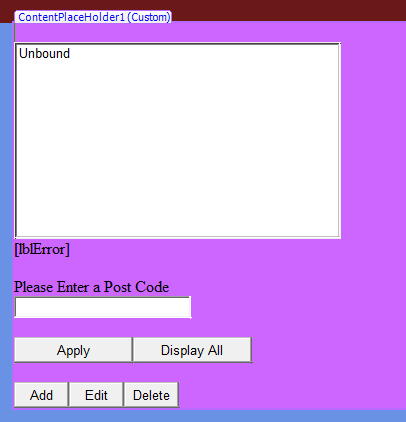 ContentPlaceHolder1 (Custom)
Unbound
[lblError]
Please Enter a Post Code
Apply Display All
Add Edit Delete